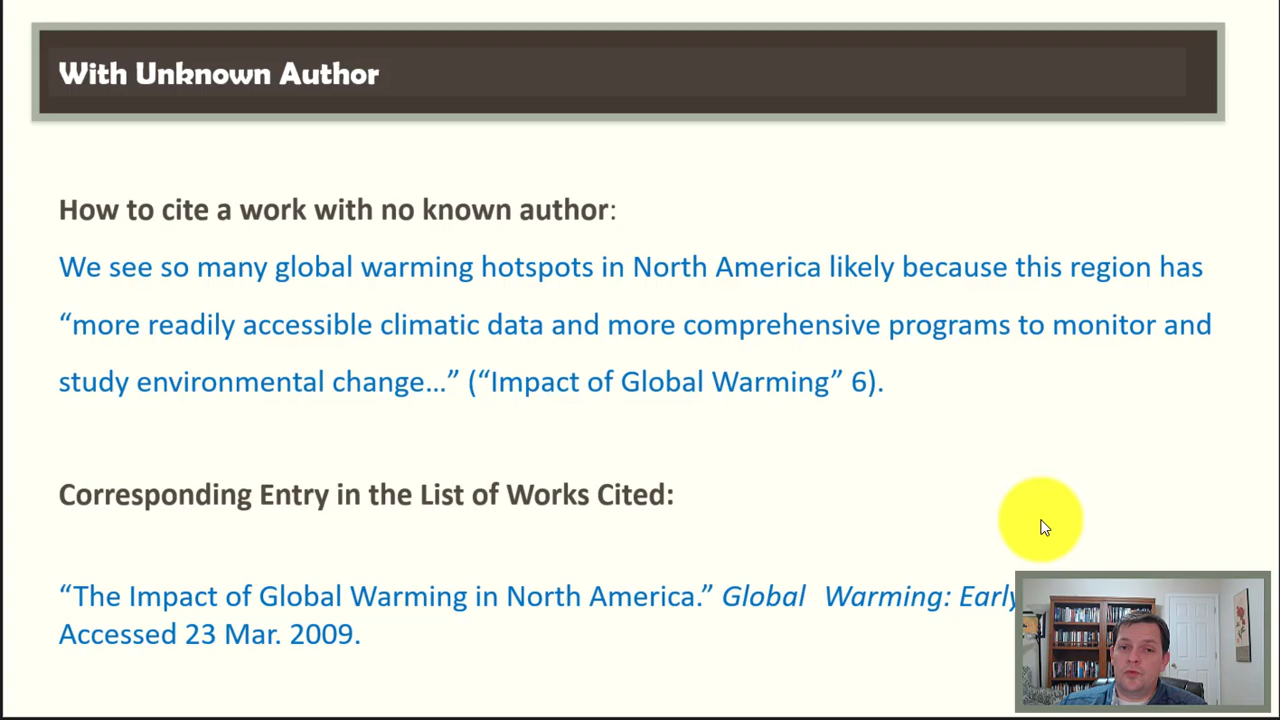 With Unknown Author
How to cite a work with no known author:
We see so many global warming hotspots in North America likely because this region has
“more readily accessible climatic data and more comprehensive programs to monitor and
study environmental change…” (“Impact of Global Warming” 6).
Corresponding Entry in the List of Works Cited:
“The Impact of Global Warming in North America.” Global Warming: Early
Accessed 23 Mar. 2009.